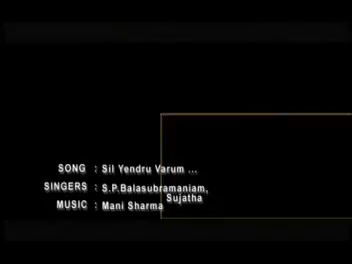 SONG : Sil Yendru Varum ...
SINGERS : S.P.Balasubramaniam,
Sujatha
MUSIC : Mani Sharma